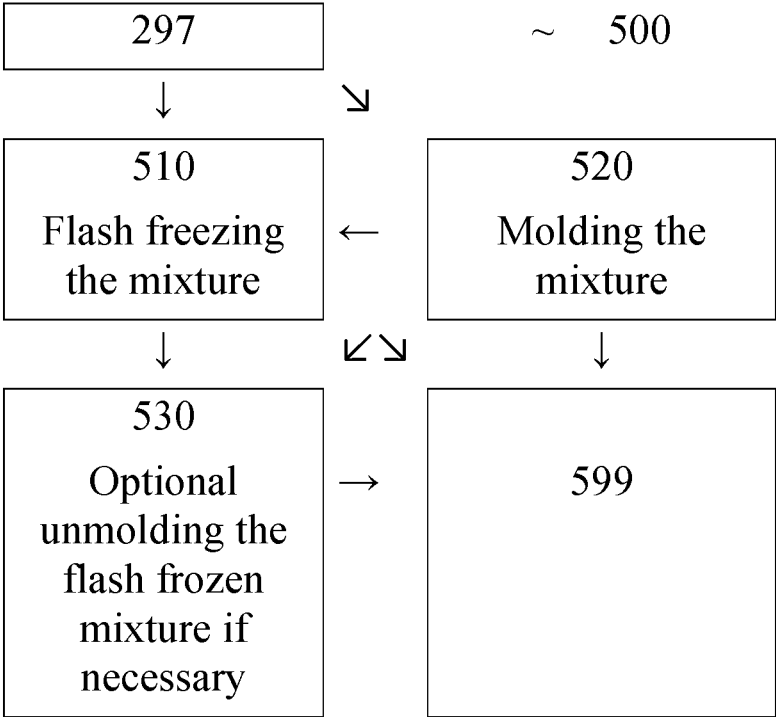 297
~ 500
↓ ↘
510
Flash freezing
the mixture
←
520
Molding the
mixture
↓ ↙↘ ↓
530
Optional
unmolding the
flash frozen
mixture if
necessary
→
599